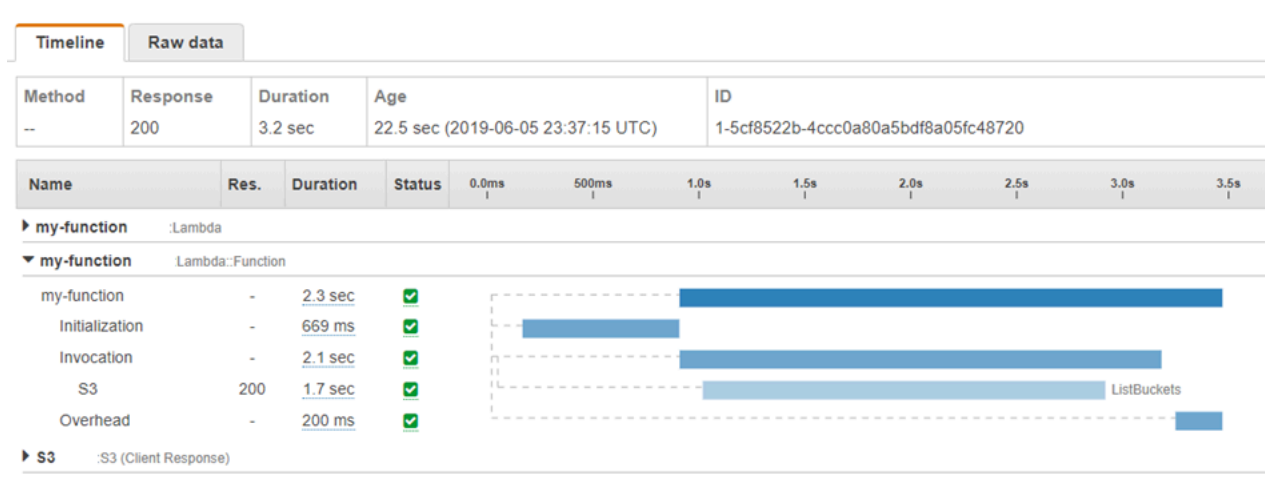 Timeline Raw data
Method Response Duration Age ID
-- 200 3.2 sec 22.5 sec (2019-06-05 23:37:15 UTC) 1-5cf8522b-4ccc0a80a5bdf8a05fc48720
Name Res. Duration Status 0.0ms 500ms 1.0s 1.5s 2.0s 2.5s 3.0s 3.5s
my-function :Lambda
my-function :Lambda::Function
my-function - 2.3 sec
Initialization - 669 ms
Invocation - 2.1 sec
S3 200 1.7 sec ListBuckets
Overhead - 200 ms
S3 :S3 (Client Response)